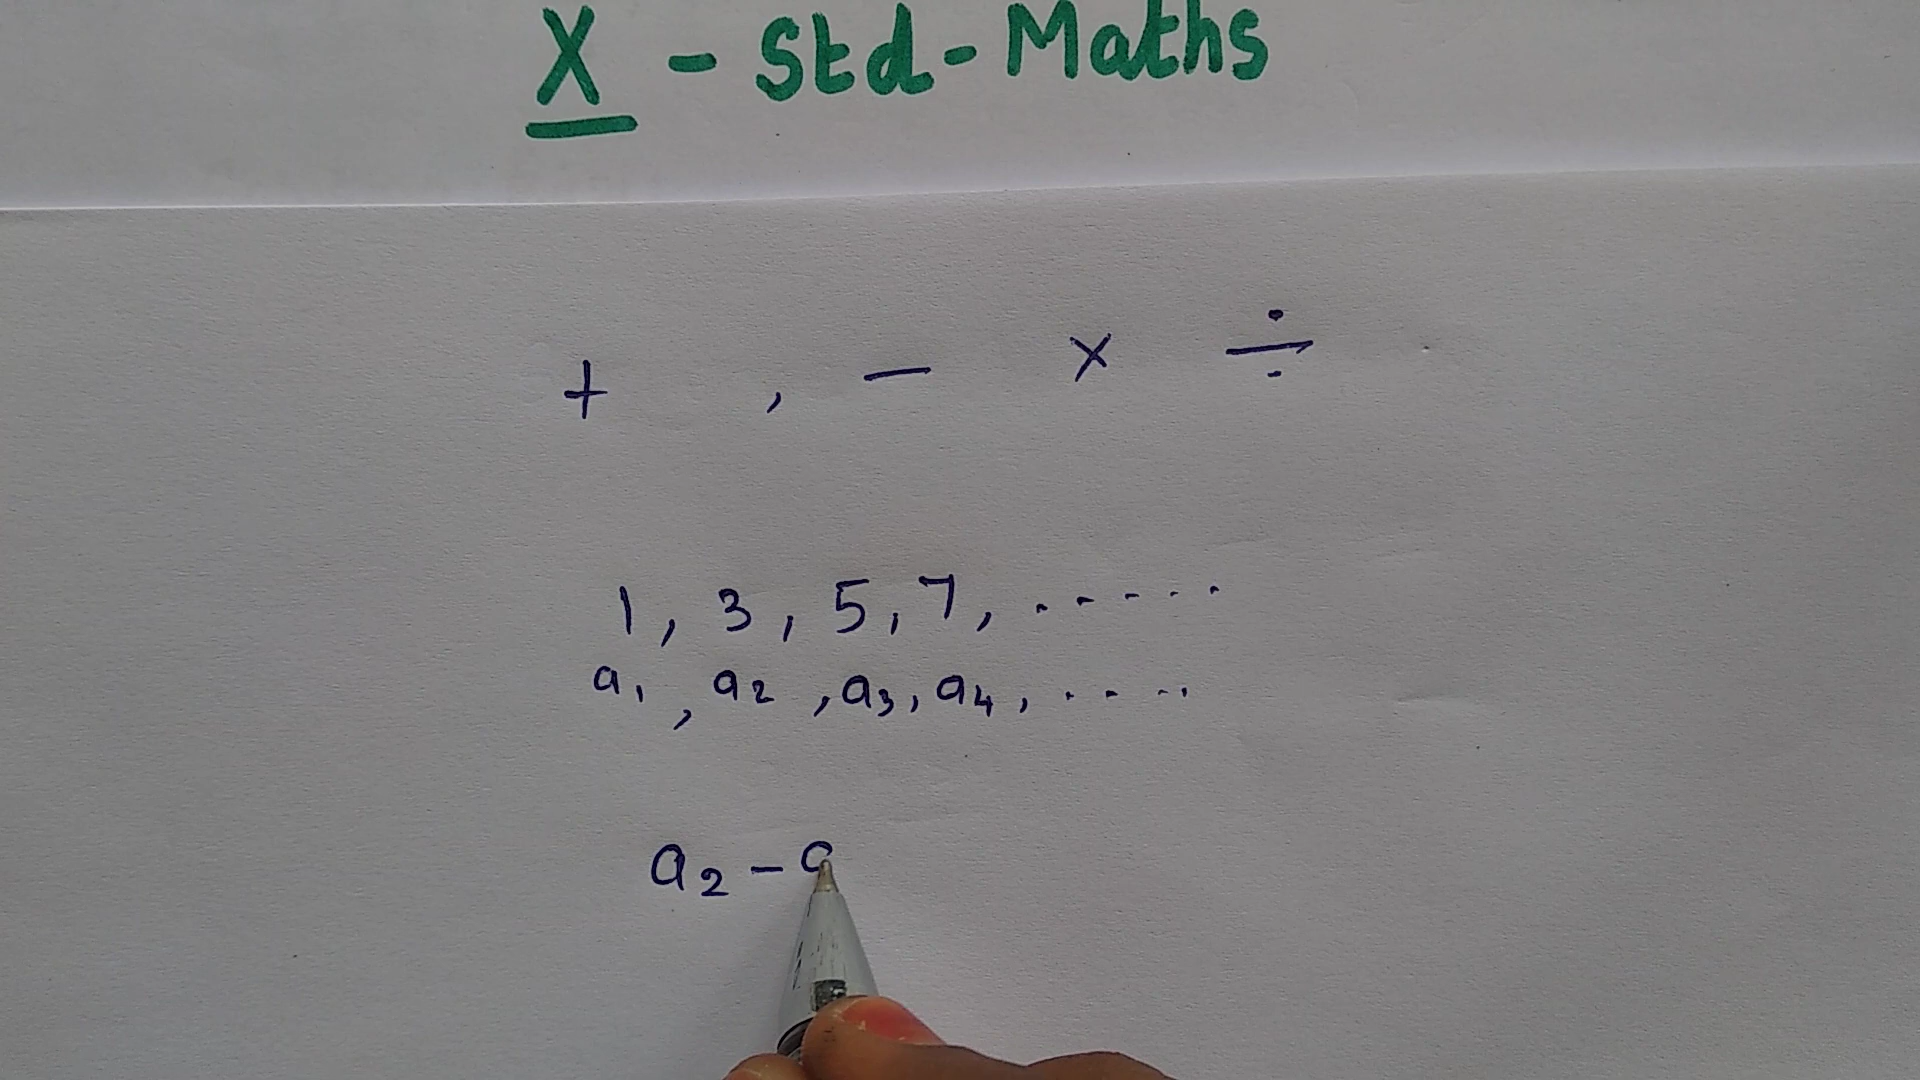 X - Std - Maths
+ , - × ÷
1, 3, 5, 7, .....
a1, a2, a3, a4, ....
a2 - a